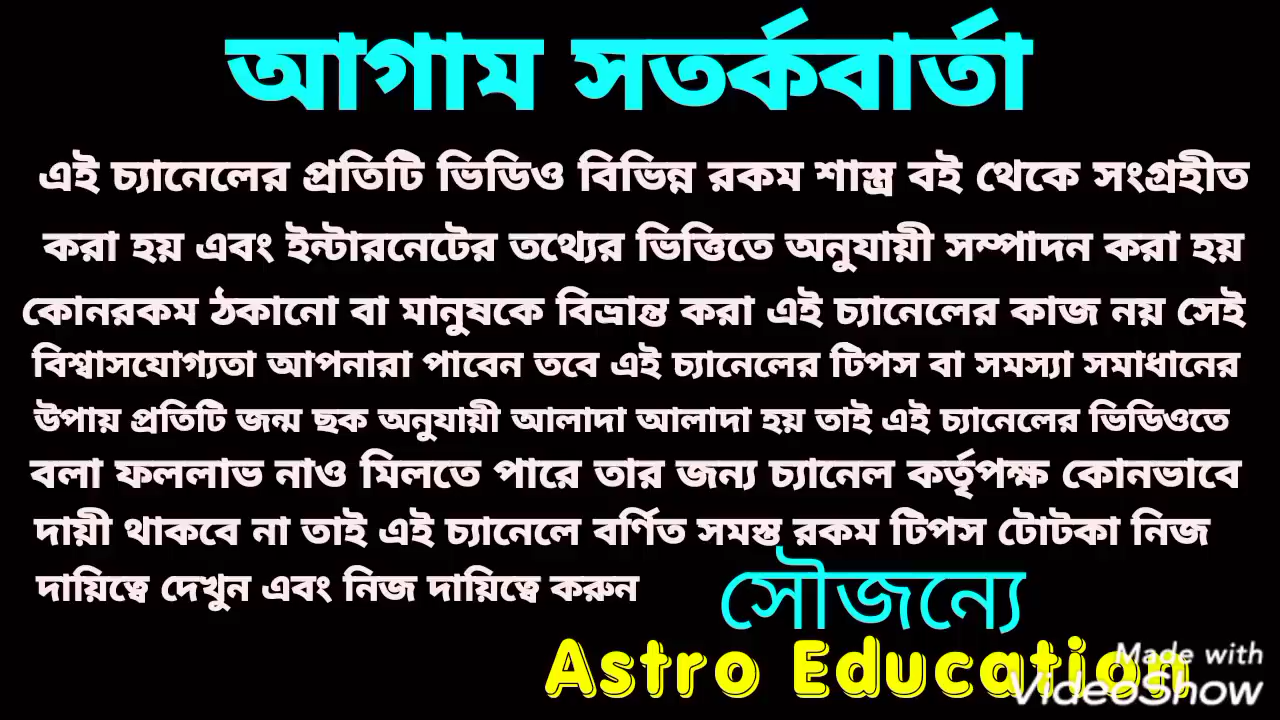 আগাম সতর্কবার্তা
এই চ্যানেলের প্রতিটি ভিডিও বিভিন্ন রকম শাস্ত্র বই থেকে সংগ্রহীত
করা হয় এবং ইন্টারনেটের তথ্যের ভিত্তিতে অনুযায়ী সম্পাদন করা হয়
কোনরকম ঠকানো বা মানুষকে বিভ্রান্ত করা এই চ্যানেলের কাজ নয় সেই
বিশ্বাসযোগ্যতা আপনারা পাবেন তবে এই চ্যানেলের টিপস বা সমস্যা সমাধানের
উপায় প্রতিটি জন্ম ছক অনুযায়ী আলাদা আলাদা হয় তাই এই চ্যানেলের ভিডিওতে
বলা ফললাভ নাও মিলতে পারে তার জন্য চ্যানেল কর্তৃপক্ষ কোনভাবে
দায়ী থাকবে না তাই এই চ্যানেলে বর্ণিত সমস্ত রকম টিপস টোটকা নিজ
দায়িত্বে দেখুন এবং নিজ দায়িত্বে করুন
সৌজন্যে
Astro Education
Made with
VideoShow